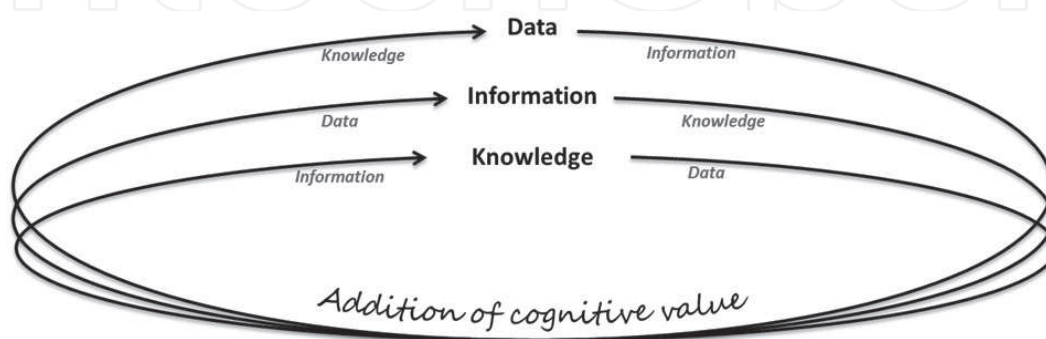 Knowledge Data Information
Data Information Knowledge
Information Knowledge Data
Addition of cognitive value